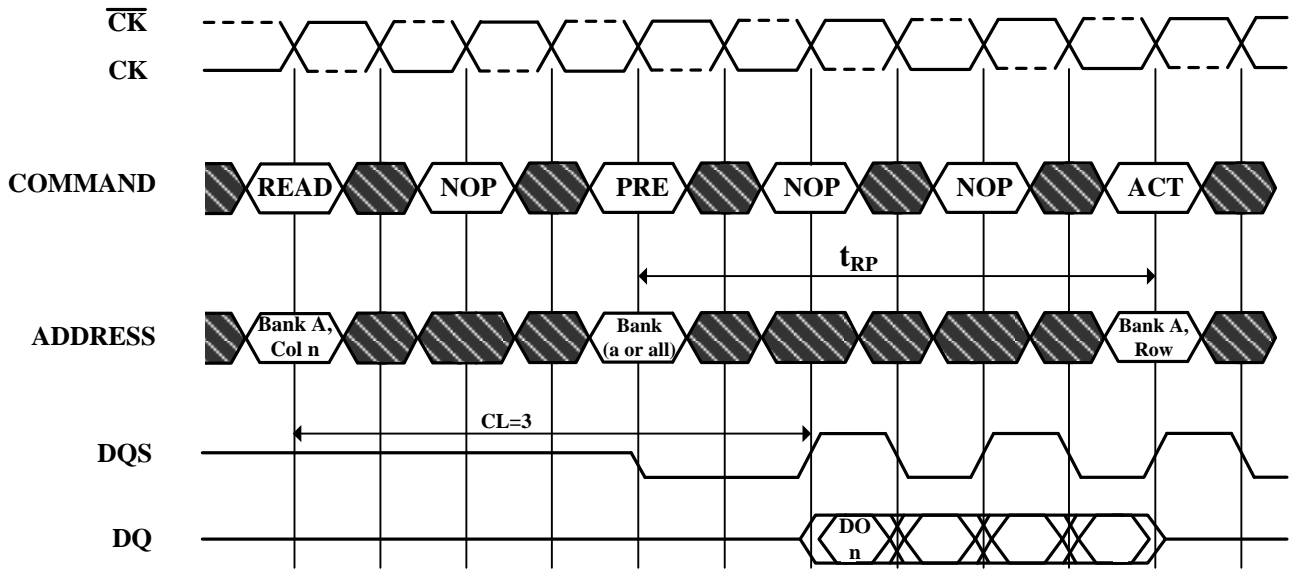 C̅K̅
CK
COMMAND
READ
NOP
PRE
NOP
NOP
ACT
tRP
ADDRESS
Bank A,
Col n
Bank
(a or all)
Bank A,
Row
CL=3
DQS
DQ
DO
n